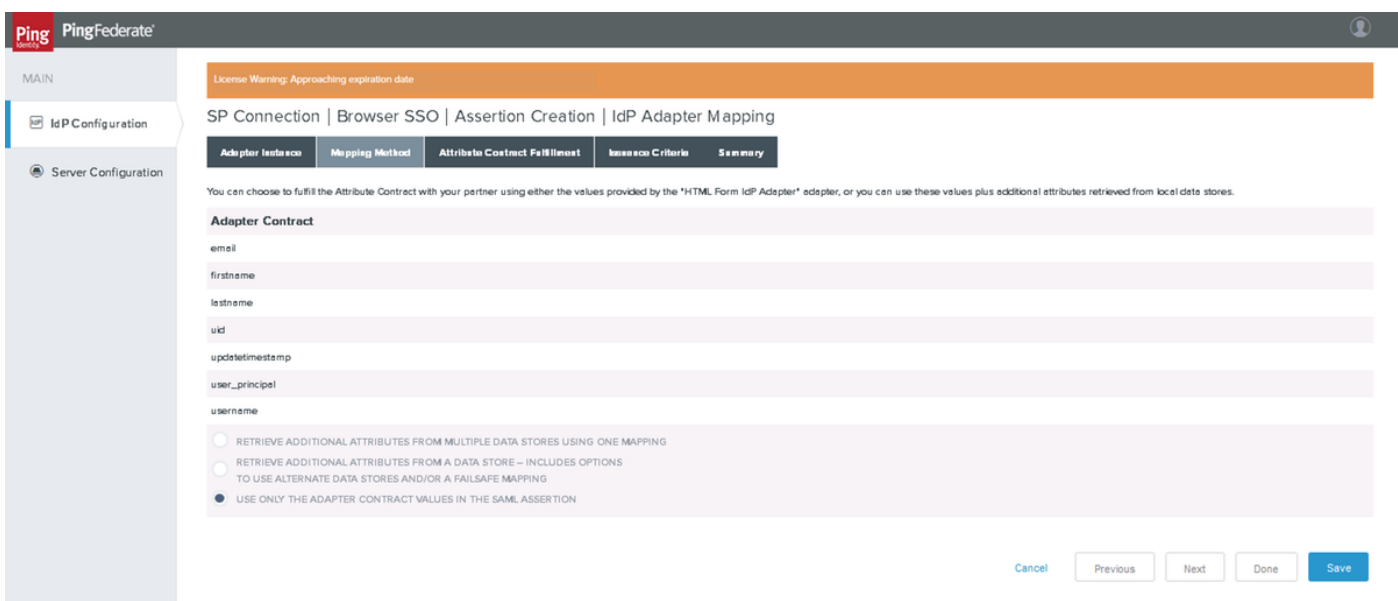 Ping PingFederate®
Identity.
MAIN
License Warning: Approaching expiration date
IdP IdP Configuration
SP Connection | Browser SSO | Assertion Creation | IdP Adapter Mapping
Adapter Instance Mapping Method Attribute Contract Fulfillment Issuance Criteria Summary
Server Configuration
You can choose to fulfill the Attribute Contract with your partner using either the values provided by the "HTML Form IdP Adapter" adapter, or you can use these values plus additional attributes retrieved from local data stores.
Adapter Contract
email
firstname
lastname
uid
updatetimestamp
user_principal
username
RETRIEVE ADDITIONAL ATTRIBUTES FROM MULTIPLE DATA STORES USING ONE MAPPING
RETRIEVE ADDITIONAL ATTRIBUTES FROM A DATA STORE – INCLUDES OPTIONS
TO USE ALTERNATE DATA STORES AND/OR A FAILSAFE MAPPING
USE ONLY THE ADAPTER CONTRACT VALUES IN THE SAML ASSERTION
Cancel Previous Next Done Save